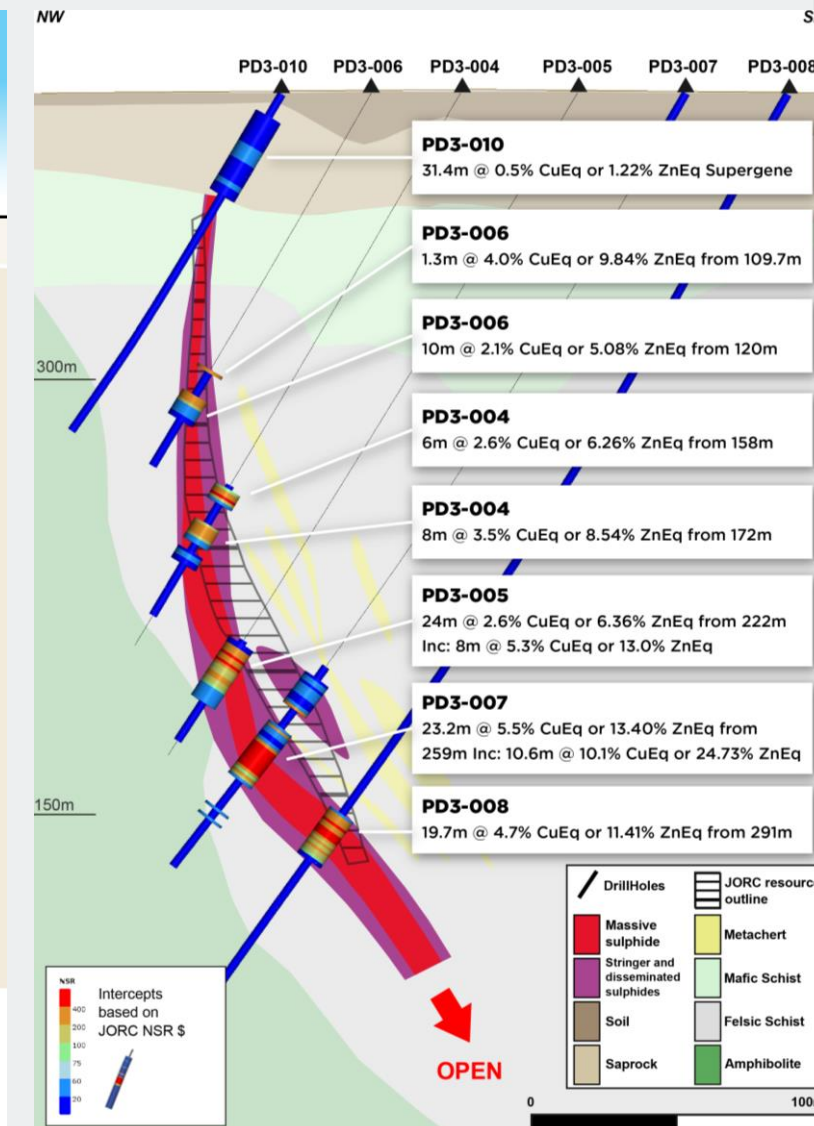 NW
PD3-010 PD3-006 PD3-004 PD3-005 PD3-007 PD3-008
PD3-010
31.4m @ 0.5% CuEq or 1.22% ZnEq Supergene
PD3-006
1.3m @ 4.0% CuEq or 9.84% ZnEq from 109.7m
PD3-006
10m @ 2.1% CuEq or 5.08% ZnEq from 120m
300m
PD3-004
6m @ 2.6% CuEq or 6.26% ZnEq from 158m
PD3-004
8m @ 3.5% CuEq or 8.54% ZnEq from 172m
PD3-005
24m @ 2.6% CuEq or 6.36% ZnEq from 222m
Inc: 8m @ 5.3% CuEq or 13.0% ZnEq
PD3-007
23.2m @ 5.5% CuEq or 13.40% ZnEq from
259m Inc: 10.6m @ 10.1% CuEq or 24.73% ZnEq
150m
PD3-008
19.7m @ 4.7% CuEq or 11.41% ZnEq from 291m
DrillHoles
JORC resource
outline
Massive
sulphide
Metachert
Stringer and
disseminated
sulphides
Mafic Schist
Soil
Felsic Schist
Saprock
Amphibolite
NSR
400
200
100
75
60
20
Intercepts
based on
JORC NSR $
OPEN
0